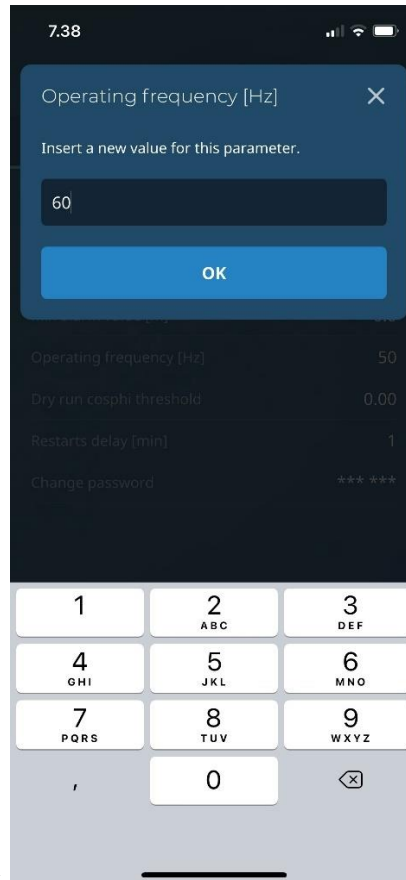 7.38
Operating frequency [Hz]
Insert a new value for this parameter.
60
OK
Operating frequency [Hz] 50
Dry run cosphi threshold 0.00
Restarts delay [min] 1
Change password *** ***
1
2
ABC
3
DEF
4
GHI
5
JKL
6
MNO
7
PQRS
8
TUV
9
WXYZ
,
0